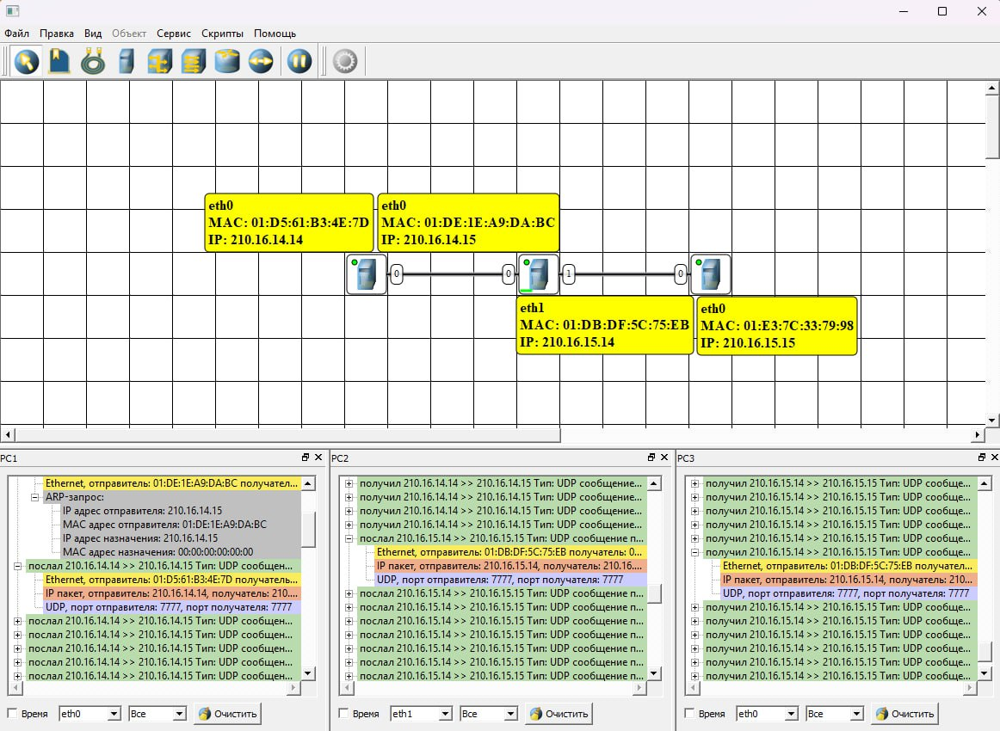 Файл Правка Вид Объект Сервис Скрипты Помощь
eth0
MAC: 01:D5:61:B3:4E:7D
IP: 210.16.14.14
eth0
MAC: 01:DE:1E:A9:DA:BC
IP: 210.16.14.15
0 0 1 0
eth1
MAC: 01:DB:DF:5C:75:EB
IP: 210.16.15.14
eth0
MAC: 01:E3:7C:33:79:98
IP: 210.16.15.15
PC1
Ethernet, отправитель: 01:DE:1E:A9:DA:BC получател...
ARP-запрос:
IP адрес отправителя: 210.16.14.15
MAC адрес отправителя: 01:DE:1E:A9:DA:BC
IP адрес назначения: 210.16.14.15
MAC адрес назначения: 00:00:00:00:00:00
послал 210.16.14.14 >> 210.16.14.15 Тип: UDP сообщен...
Ethernet, отправитель: 01:D5:61:B3:4E:7D получатель...
IP пакет, отправитель: 210.16.14.14, получатель: 210...
UDP, порт отправителя: 7777, порт получателя: 7777
послал 210.16.14.14 >> 210.16.14.15 Тип: UDP сообщен...
послал 210.16.14.14 >> 210.16.14.15 Тип: UDP сообщен...
послал 210.16.14.14 >> 210.16.14.15 Тип: UDP сообщен...
послал 210.16.14.14 >> 210.16.14.15 Тип: UDP сообщен...
послал 210.16.14.14 >> 210.16.14.15 Тип: UDP сообщен...
Время eth0 Все Очистить
PC2
получил 210.16.14.14 >> 210.16.14.15 Тип: UDP сообщение...
получил 210.16.14.14 >> 210.16.14.15 Тип: UDP сообщение...
получил 210.16.14.14 >> 210.16.14.15 Тип: UDP сообщение...
получил 210.16.14.14 >> 210.16.14.15 Тип: UDP сообщение...
послал 210.16.15.14 >> 210.16.15.15 Тип: UDP сообщение п...
Ethernet, отправитель: 01:DB:DF:5C:75:EB получатель: 0...
IP пакет, отправитель: 210.16.15.14, получатель: 210.16....
UDP, порт отправителя: 7777, порт получателя: 7777
послал 210.16.15.14 >> 210.16.15.15 Тип: UDP сообщение п...
послал 210.16.15.14 >> 210.16.15.15 Тип: UDP сообщение п...
послал 210.16.15.14 >> 210.16.15.15 Тип: UDP сообщение п...
послал 210.16.15.14 >> 210.16.15.15 Тип: UDP сообщение п...
послал 210.16.15.14 >> 210.16.15.15 Тип: UDP сообщение п...
послал 210.16.15.14 >> 210.16.15.15 Тип: UDP сообщение п...
послал 210.16.15.14 >> 210.16.15.15 Тип: UDP сообщение п...
Время eth1 Все Очистить
PC3
получил 210.16.15.14 >> 210.16.15.15 Тип: UDP сообще...
получил 210.16.15.14 >> 210.16.15.15 Тип: UDP сообще...
получил 210.16.15.14 >> 210.16.15.15 Тип: UDP сообще...
получил 210.16.15.14 >> 210.16.15.15 Тип: UDP сообще...
получил 210.16.15.14 >> 210.16.15.15 Тип: UDP сообще...
получил 210.16.15.14 >> 210.16.15.15 Тип: UDP сообще...
Ethernet, отправитель: 01:DB:DF:5C:75:EB получател...
IP пакет, отправитель: 210.16.15.14, получатель: 210...
UDP, порт отправителя: 7777, порт получателя: 7777
получил 210.16.15.14 >> 210.16.15.15 Тип: UDP сообще...
получил 210.16.15.14 >> 210.16.15.15 Тип: UDP сообще...
получил 210.16.15.14 >> 210.16.15.15 Тип: UDP сообще...
получил 210.16.15.14 >> 210.16.15.15 Тип: UDP сообще...
получил 210.16.15.14 >> 210.16.15.15 Тип: UDP сообще...
получил 210.16.15.14 >> 210.16.15.15 Тип: UDP сообще...
Время eth0 Все Очистить